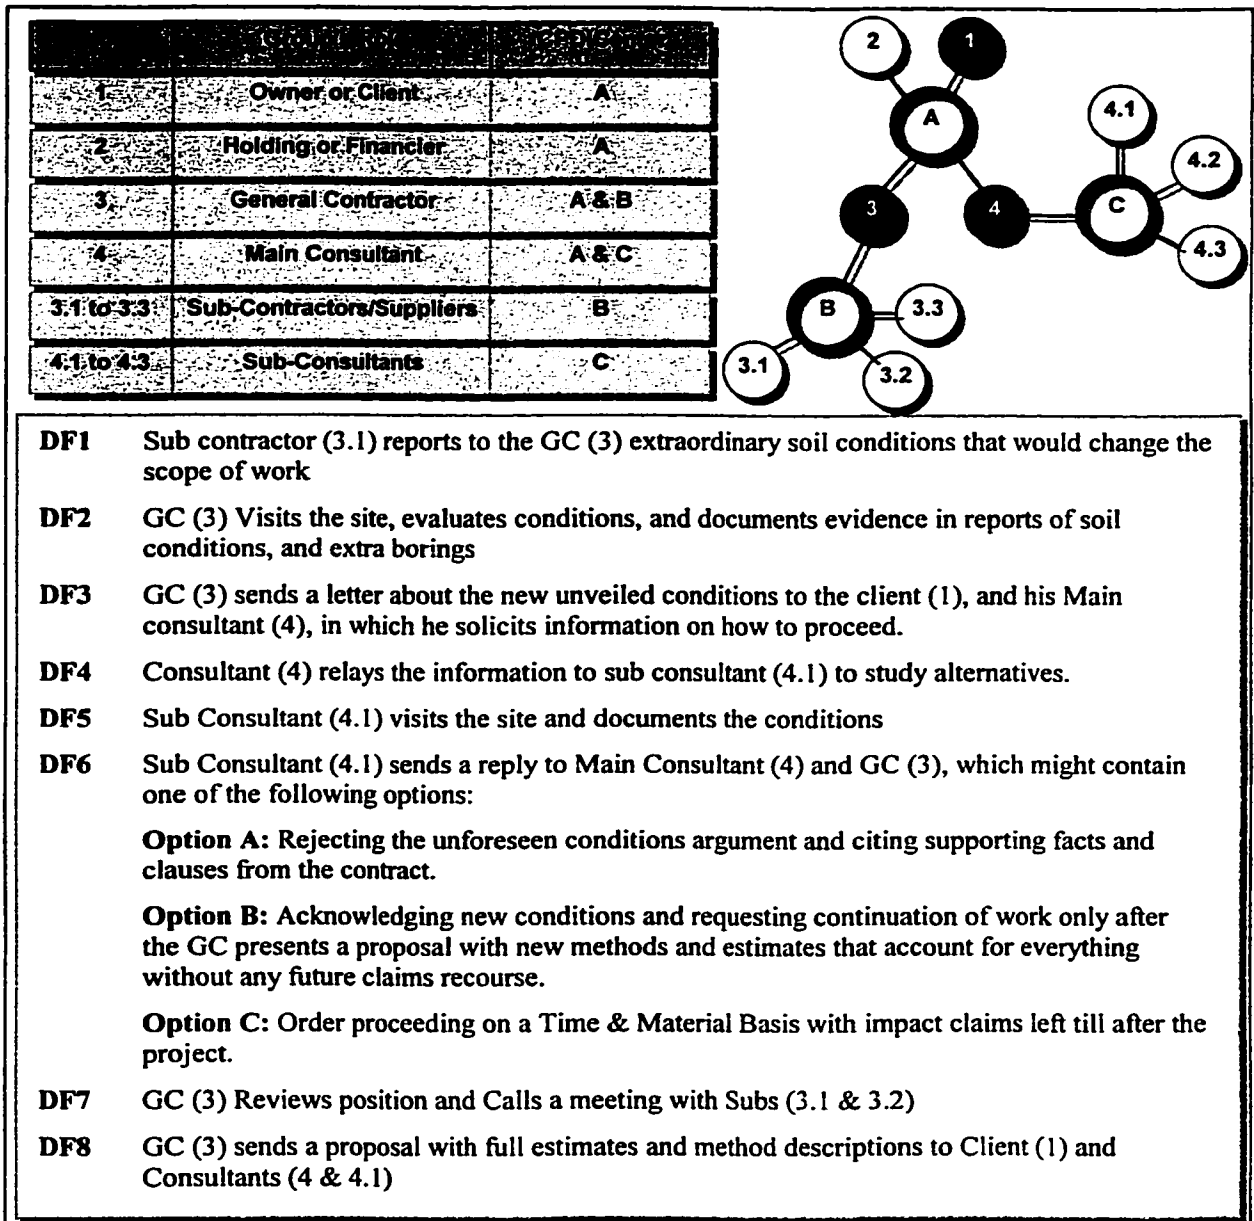 1 Owner or Client A
2 Holding or Financier A
3 General Contractor A & B
4 Main Consultant A & C
3.1 to 3.3 Sub-Contractors/Suppliers B
4.1 to 4.3 Sub-Consultants C
2
1
A
4.1
4.2
3
4
C
4.3
B
3.3
3.1
3.2
DF1 Sub contractor (3.1) reports to the GC (3) extraordinary soil conditions that would change the
scope of work
DF2 GC (3) Visits the site, evaluates conditions, and documents evidence in reports of soil
conditions, and extra borings
DF3 GC (3) sends a letter about the new unveiled conditions to the client (1), and his Main
consultant (4), in which he solicits information on how to proceed.
DF4 Consultant (4) relays the information to sub consultant (4.1) to study alternatives.
DF5 Sub Consultant (4.1) visits the site and documents the conditions
DF6 Sub Consultant (4.1) sends a reply to Main Consultant (4) and GC (3), which might contain
one of the following options:
Option A: Rejecting the unforeseen conditions argument and citing supporting facts and
clauses from the contract.
Option B: Acknowledging new conditions and requesting continuation of work only after
the GC presents a proposal with new methods and estimates that account for everything
without any future claims recourse.
Option C: Order proceeding on a Time & Material Basis with impact claims left till after the
project.
DF7 GC (3) Reviews position and Calls a meeting with Subs (3.1 & 3.2)
DF8 GC (3) sends a proposal with full estimates and method descriptions to Client (1) and
Consultants (4 & 4.1)